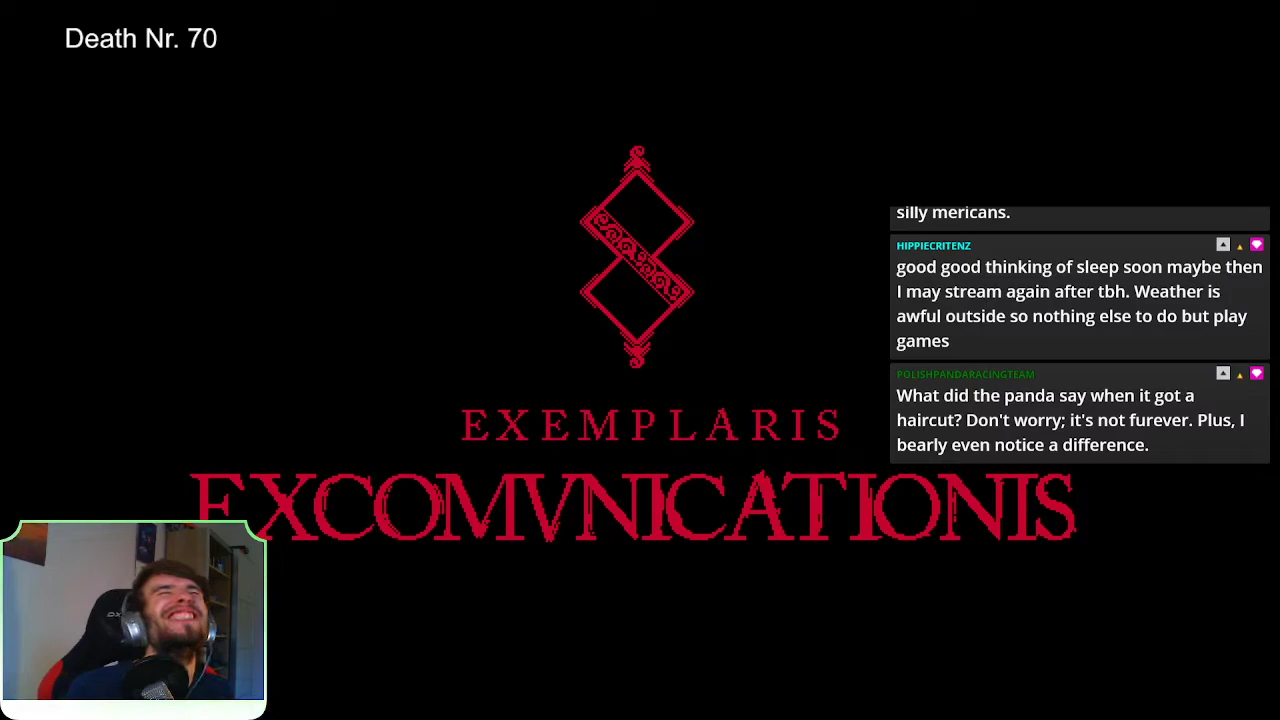 Death Nr. 70
silly mericans.
HIPPIECRITENZ
good good thinking of sleep soon maybe then
I may stream again after tbh. Weather is
awful outside so nothing else to do but play
games
POLISHPANDARACINGTEAM
What did the panda say when it got a
haircut? Don't worry; it's not furever. Plus, I
bearly even notice a difference.
EXEMPLARIS
EXCOMVNICATIONIS
DX